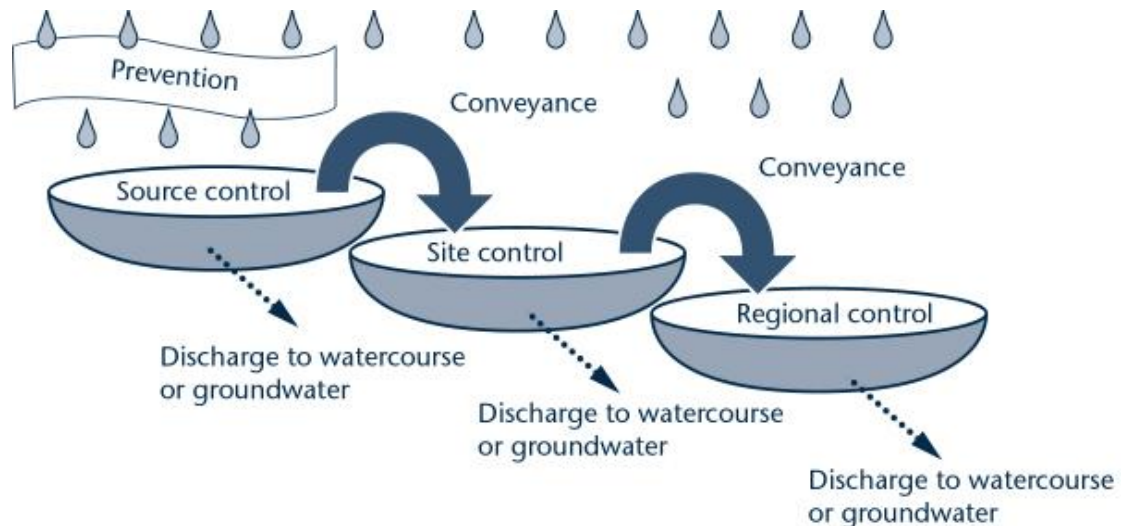 Prevention
Conveyance
Conveyance
Source control
Site control
Regional control
Discharge to watercourse
or groundwater
Discharge to watercourse
or groundwater
Discharge to watercourse
or groundwater